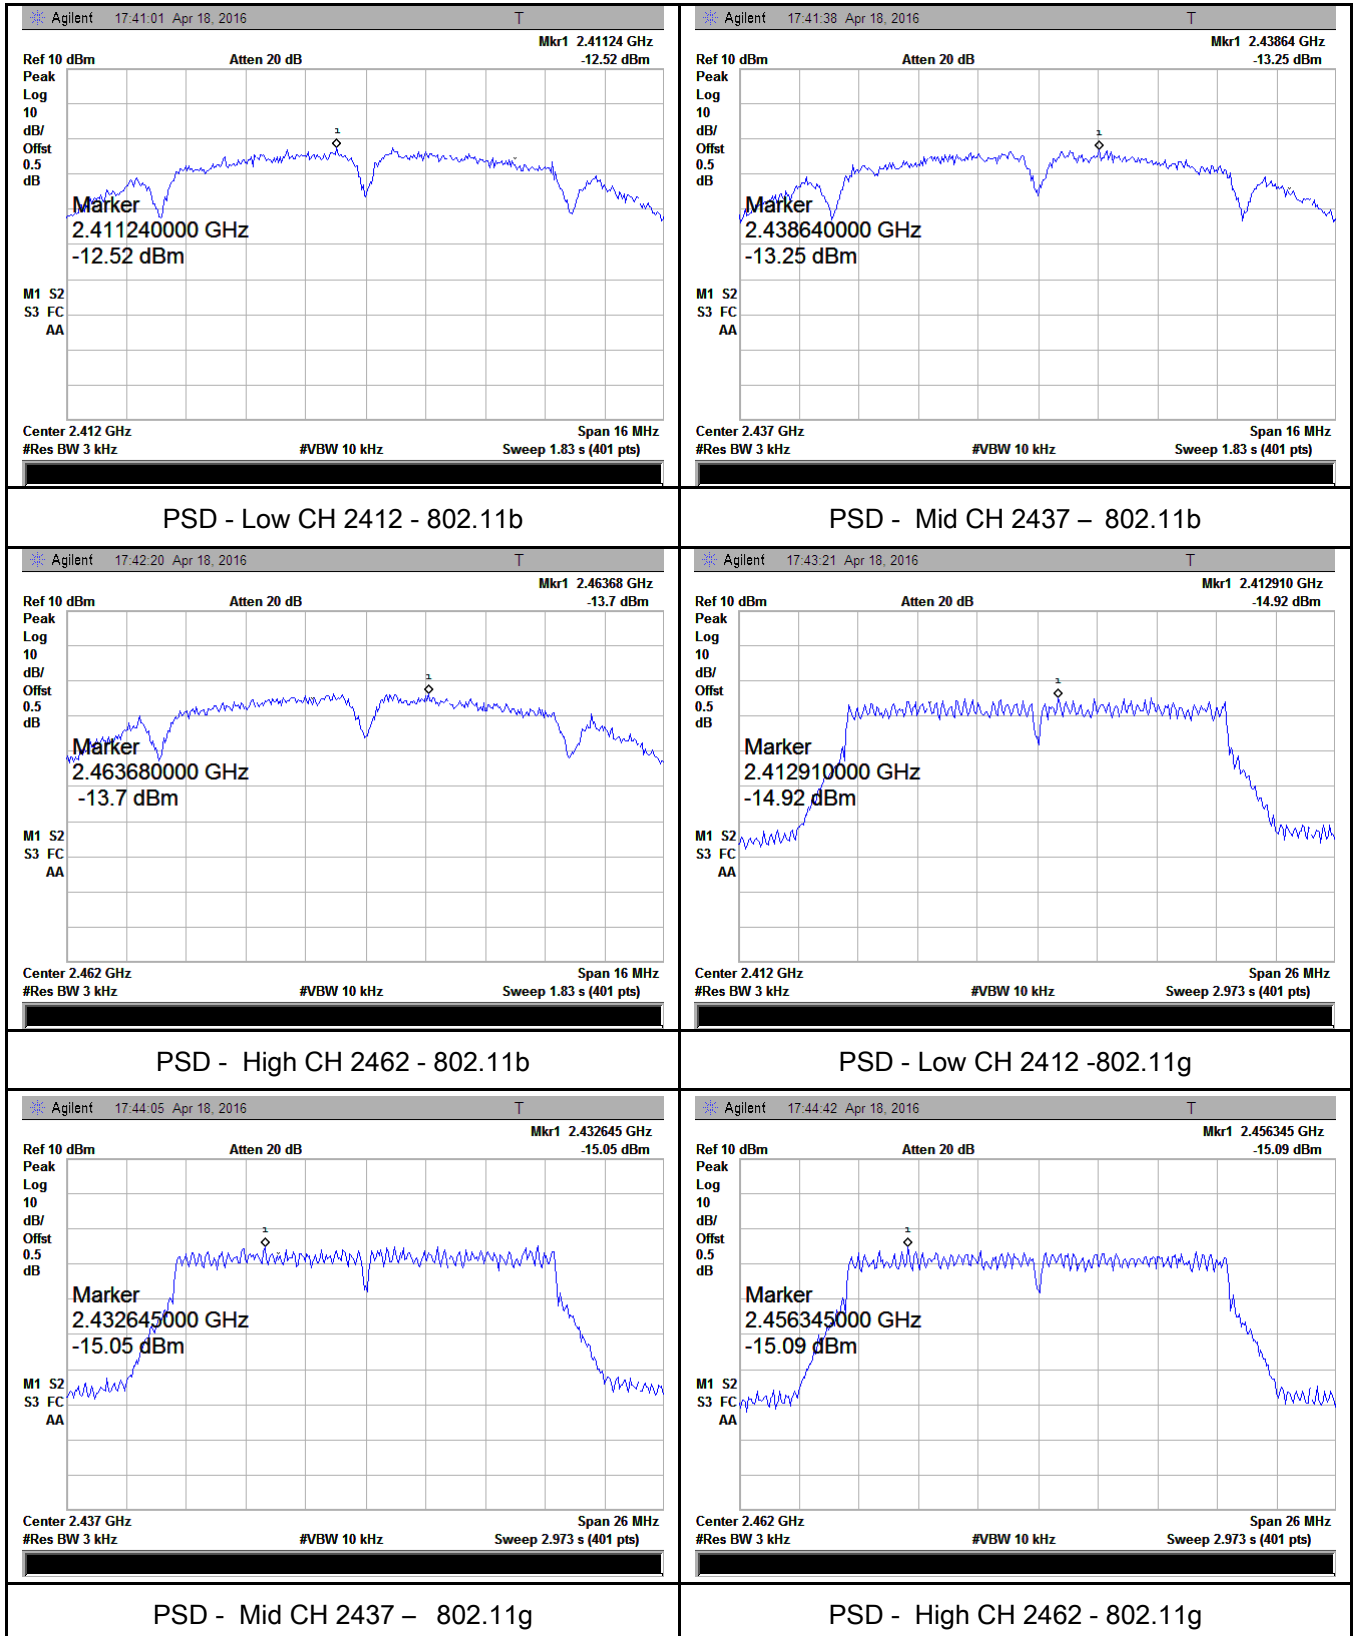 Agilent 17:41:01 Apr 18, 2016 T
Mkr1 2.41124 GHz
Ref 10 dBm Atten 20 dB -12.52 dBm
Peak
Log
10
dB/
Offst
0.5
dB
1
Marker
2.411240000 GHz
-12.52 dBm
M1 S2
S3 FC
AA
Center 2.412 GHz Span 16 MHz
#Res BW 3 kHz #VBW 10 kHz Sweep 1.83 s (401 pts)
PSD - Low CH 2412 - 802.11b
Agilent 17:41:38 Apr 18, 2016 T
Mkr1 2.43864 GHz
Ref 10 dBm Atten 20 dB -13.25 dBm
Peak
Log
10
dB/
Offst
0.5
dB
1
Marker
2.438640000 GHz
-13.25 dBm
M1 S2
S3 FC
AA
Center 2.437 GHz Span 16 MHz
#Res BW 3 kHz #VBW 10 kHz Sweep 1.83 s (401 pts)
PSD - Mid CH 2437 – 802.11b
Agilent 17:42:20 Apr 18, 2016 T
Mkr1 2.46368 GHz
Ref 10 dBm Atten 20 dB -13.7 dBm
Peak
Log
10
dB/
Offst
0.5
dB
1
Marker
2.463680000 GHz
-13.7 dBm
M1 S2
S3 FC
AA
Center 2.462 GHz Span 16 MHz
#Res BW 3 kHz #VBW 10 kHz Sweep 1.83 s (401 pts)
PSD - High CH 2462 - 802.11b
Agilent 17:43:21 Apr 18, 2016 T
Mkr1 2.412910 GHz
Ref 10 dBm Atten 20 dB -14.92 dBm
Peak
Log
10
dB/
Offst
0.5
dB
1
Marker
2.412910000 GHz
-14.92 dBm
M1 S2
S3 FC
AA
Center 2.412 GHz Span 26 MHz
#Res BW 3 kHz #VBW 10 kHz Sweep 2.973 s (401 pts)
PSD - Low CH 2412 -802.11g
Agilent 17:44:05 Apr 18, 2016 T
Mkr1 2.432645 GHz
Ref 10 dBm Atten 20 dB -15.05 dBm
Peak
Log
10
dB/
Offst
0.5
dB
1
Marker
2.432645000 GHz
-15.05 dBm
M1 S2
S3 FC
AA
Center 2.437 GHz Span 26 MHz
#Res BW 3 kHz #VBW 10 kHz Sweep 2.973 s (401 pts)
PSD - Mid CH 2437 – 802.11g
Agilent 17:44:42 Apr 18, 2016 T
Mkr1 2.456345 GHz
Ref 10 dBm Atten 20 dB -15.09 dBm
Peak
Log
10
dB/
Offst
0.5
dB
1
Marker
2.456345000 GHz
-15.09 dBm
M1 S2
S3 FC
AA
Center 2.462 GHz Span 26 MHz
#Res BW 3 kHz #VBW 10 kHz Sweep 2.973 s (401 pts)
PSD - High CH 2462 - 802.11g